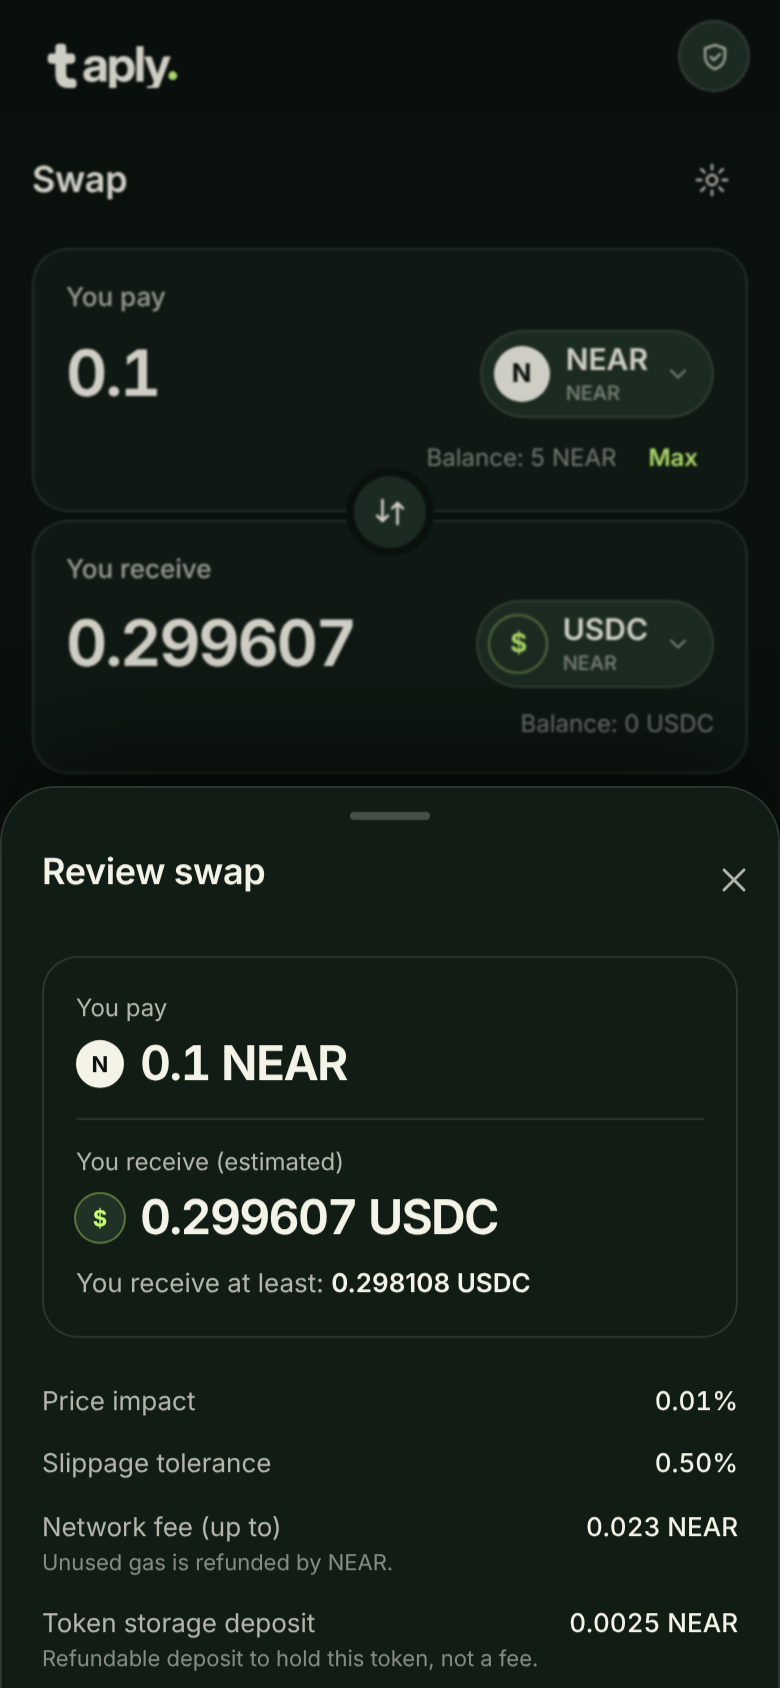 taply.
Swap
You pay
0.1
N NEAR
NEAR
Balance: 5 NEAR Max
You receive
0.299607
$ USDC
NEAR
Balance: 0 USDC
Review swap
You pay
N 0.1 NEAR
You receive (estimated)
$ 0.299607 USDC
You receive at least: 0.298108 USDC
Price impact 0.01%
Slippage tolerance 0.50%
Network fee (up to) 0.023 NEAR
Unused gas is refunded by NEAR.
Token storage deposit 0.0025 NEAR
Refundable deposit to hold this token, not a fee.